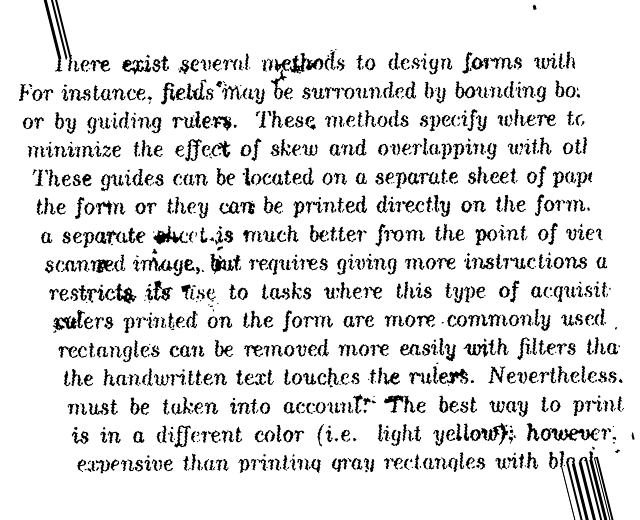 There exist several methods to design forms with
For instance, fields may be surrounded by bounding bo
or by guiding rulers. These methods specify where to
minimize the effect of skew and overlapping with otl
These guides can be located on a separate sheet of pape
the form or they can be printed directly on the form.
a separate sheet is much better from the point of view
scanned image, but requires giving more instructions a
restricts its use to tasks where this type of acquisit
rulers printed on the form are more commonly used
rectangles can be removed more easily with filters tha
the handwritten text touches the rulers. Nevertheless,
must be taken into account: The best way to print
is in a different color (i.e. light yellow); however,
expensive than printing gray rectangles with black